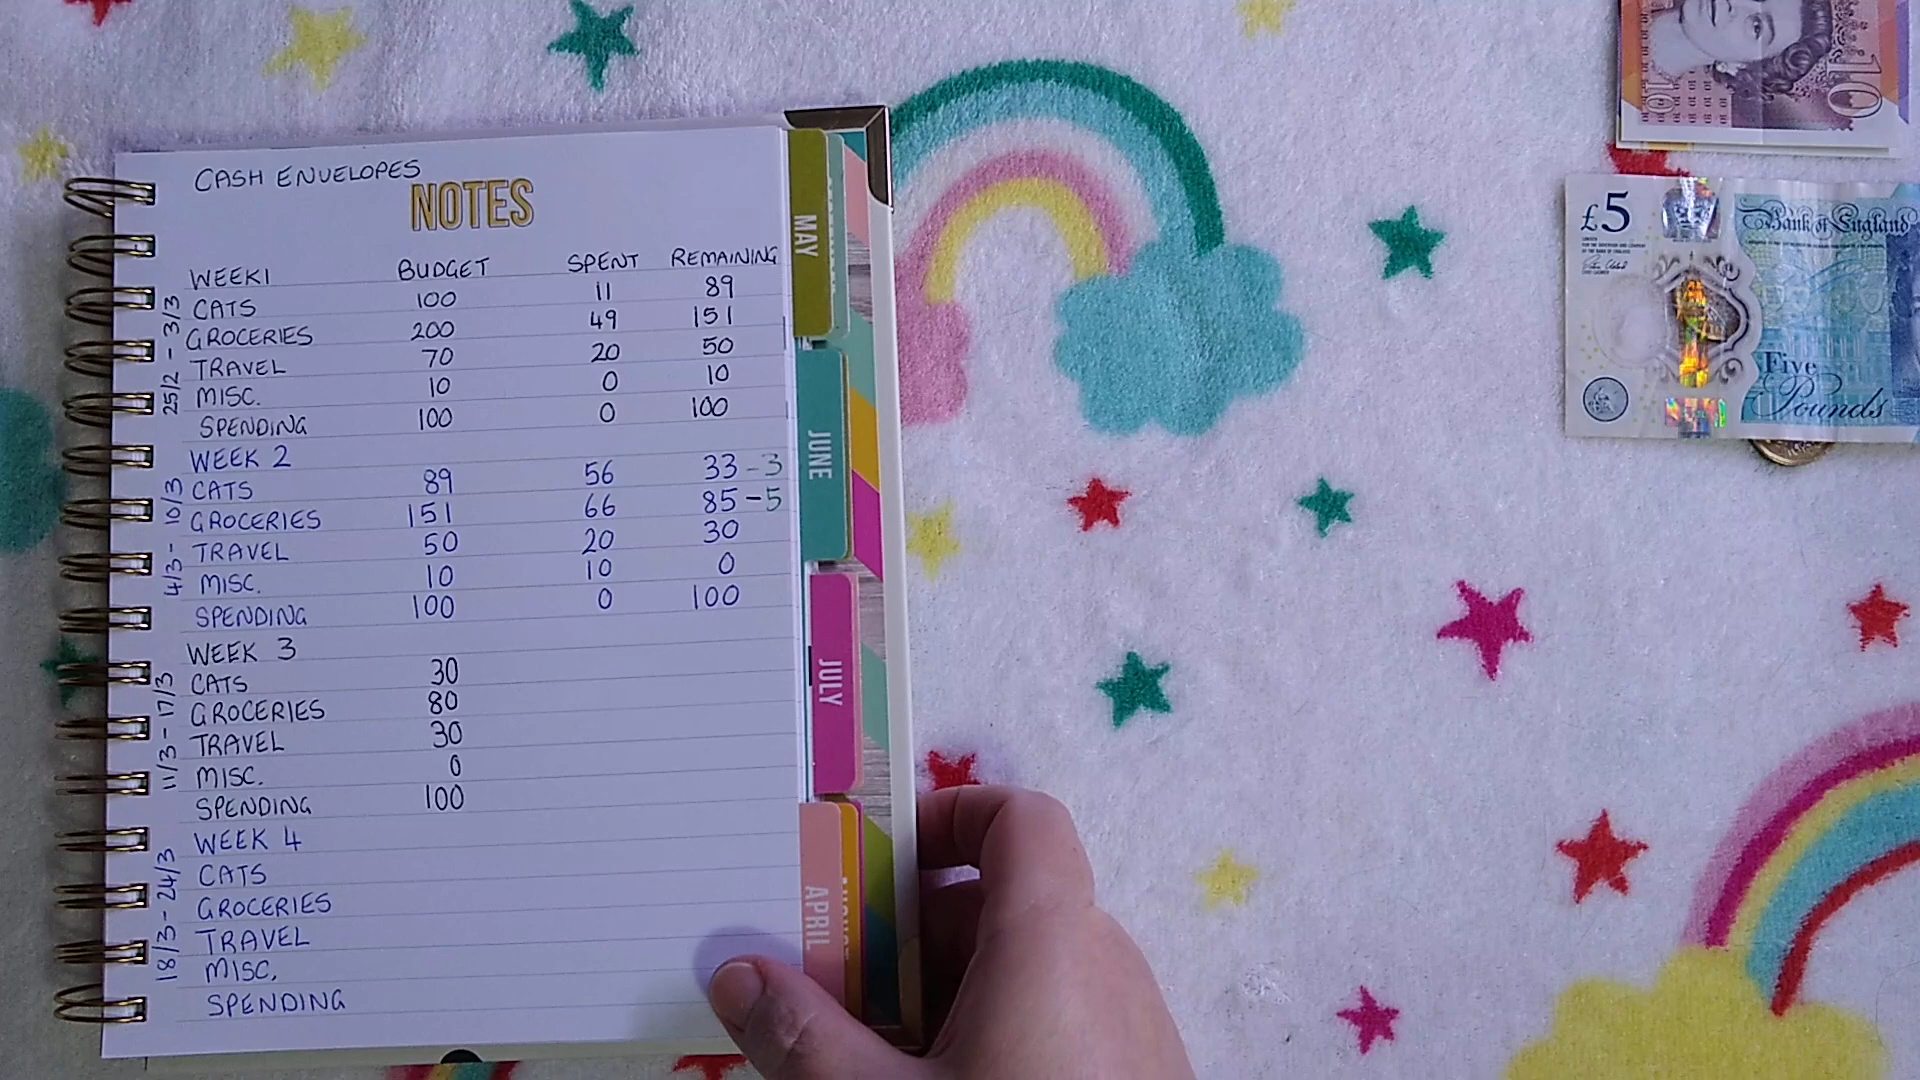 CASH ENVELOPES
NOTES
WEEK1 BUDGET SPENT REMAINING
CATS 100 11 89
GROCERIES 200 49 151
TRAVEL 70 20 50
MISC. 10 0 10
SPENDING 100 0 100
25/2 - 3/3
WEEK 2
CATS 89 56 33 - 3
GROCERIES 151 66 85 - 5
TRAVEL 50 20 30
MISC. 10 10 0
SPENDING 100 0 100
4/3 - 10/3
WEEK 3
CATS 30
GROCERIES 80
TRAVEL 30
MISC. 0
SPENDING 100
11/3 - 17/3
WEEK 4
CATS
GROCERIES
TRAVEL
MISC.
SPENDING
18/3 - 24/3
MAY
JUNE
JULY
APRIL
10
£5
Bank of England
Five
Pounds